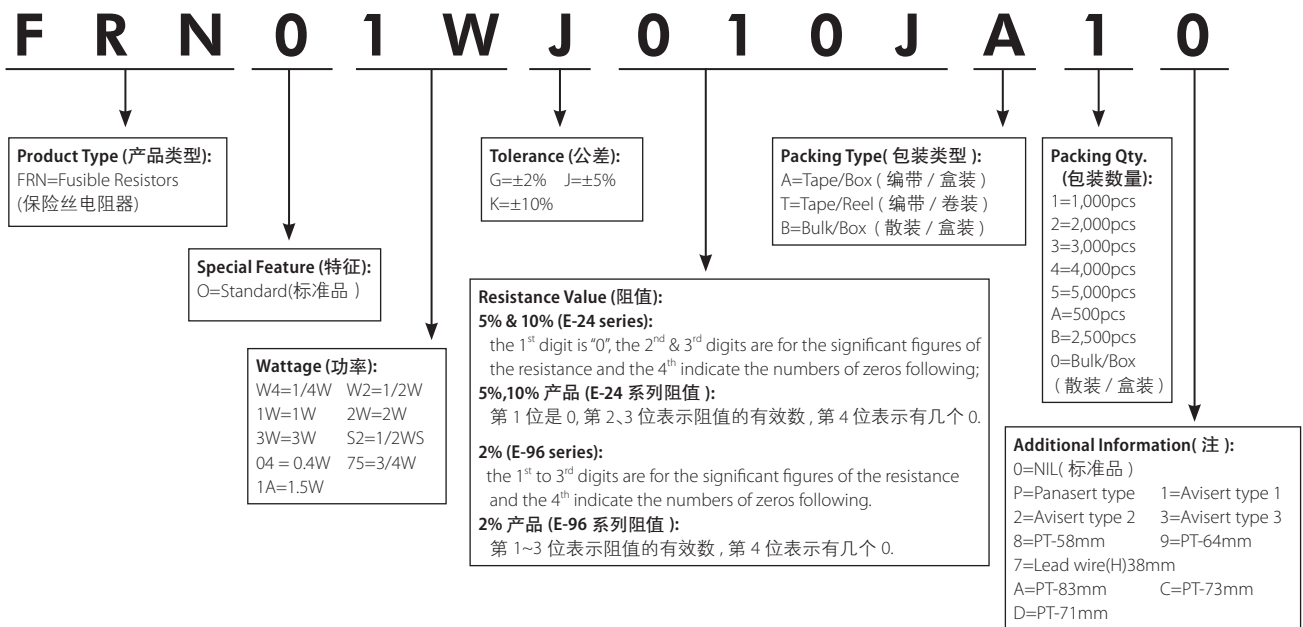 F R N 0 1 W J 0 1 0 J A 1 0
Product Type (产品类型):
FRN=Fusible Resistors
(保险丝电阻器)
Special Feature (特征):
O=Standard(标准品 )
Wattage (功率):
W4=1/4W W2=1/2W
1W=1W 2W=2W
3W=3W S2=1/2WS
04 = 0.4W 75=3/4W
1A=1.5W
Tolerance (公差):
G=±2% J=±5%
K=±10%
Resistance Value (阻值):
5% & 10% (E-24 series):
the 1st digit is "0", the 2nd & 3rd digits are for the significant figures of
the resistance and the 4th indicate the numbers of zeros following;
5%,10% 产品 (E-24 系列阻值 ):
第 1 位是 0, 第 2、3 位表示阻值的有效数 , 第 4 位表示有几个 0.
2% (E-96 series):
the 1st to 3rd digits are for the significant figures of the resistance
and the 4th indicate the numbers of zeros following.
2% 产品 (E-96 系列阻值 ):
第 1~3 位表示阻值的有效数 , 第 4 位表示有几个 0.
Packing Type( 包装类型 ):
A=Tape/Box ( 编带 / 盒装 )
T=Tape/Reel ( 编带 / 卷装 )
B=Bulk/Box ( 散装 / 盒装 )
Packing Qty.
(包装数量):
1=1,000pcs
2=2,000pcs
3=3,000pcs
4=4,000pcs
5=5,000pcs
A=500pcs
B=2,500pcs
0=Bulk/Box
( 散装 / 盒装 )
Additional Information( 注 ):
0=NIL( 标准品 )
P=Panasert type 1=Avisert type 1
2=Avisert type 2 3=Avisert type 3
8=PT-58mm 9=PT-64mm
7=Lead wire(H)38mm
A=PT-83mm C=PT-73mm
D=PT-71mm